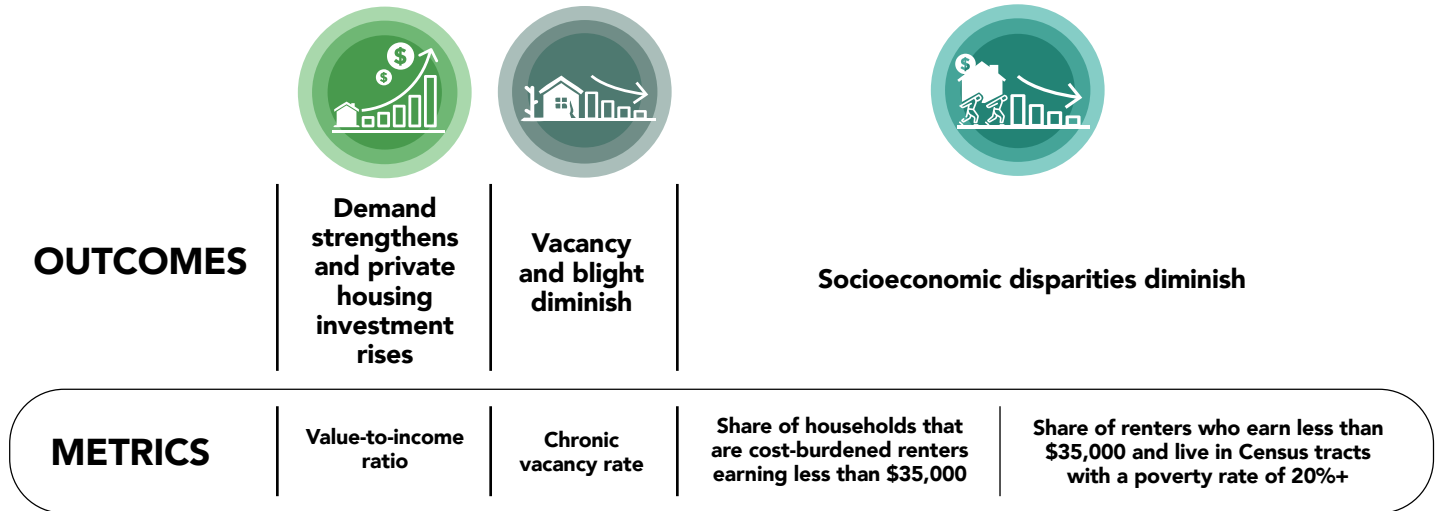 $
$
$
OUTCOMES
Demand
strengthens
and private
housing
investment
rises
Vacancy
and blight
diminish
Socioeconomic disparities diminish
METRICS
Value-to-income
ratio
Chronic
vacancy rate
Share of households that
are cost-burdened renters
earning less than $35,000
Share of renters who earn less than
$35,000 and live in Census tracts
with a poverty rate of 20%+